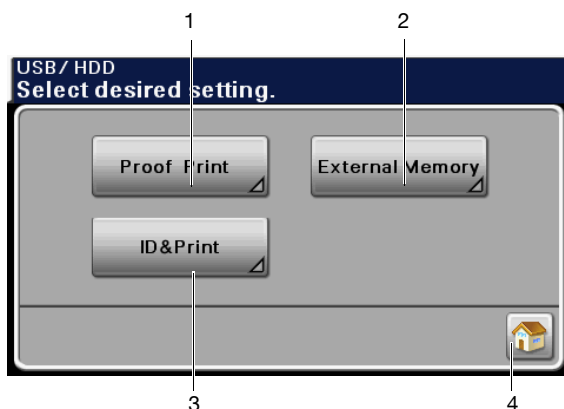 1 2
USB/ HDD
Select desired setting.
Proof Print External Memory
ID&Print
3 4